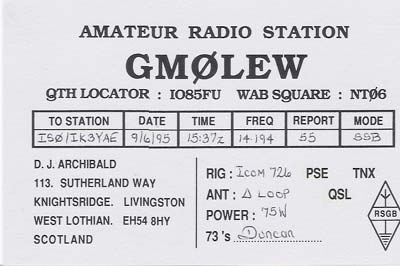 AMATEUR RADIO STATION
GMØLEW
QTH LOCATOR : IO85FU WAB SQUARE : NTØ6
TO STATION DATE TIME FREQ REPORT MODE
ISØ/IK3YAE 9/6/95 15:37z 14.194 55 SSB
D. J. ARCHIBALD
113. SUTHERLAND WAY
KNIGHTSRIDGE. LIVINGSTON
WEST LOTHIAN. EH54 8HY
SCOTLAND
RIG : Icom 726 PSE TNX
ANT : Δ LOOP QSL
POWER : 75W
73 's Duncan
RSGB